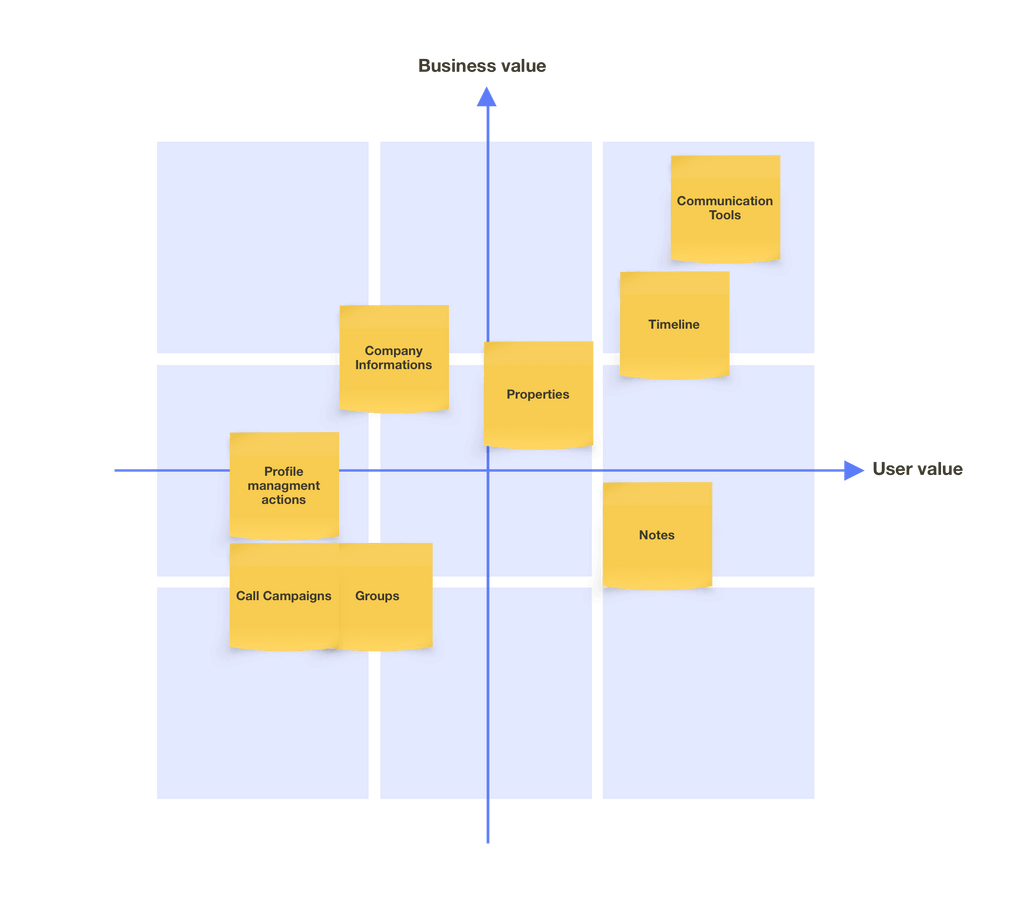 Business value
Communication
Tools
Timeline
Company
Informations
Properties
User value
Profile
managment
actions
Notes
Call Campaigns
Groups